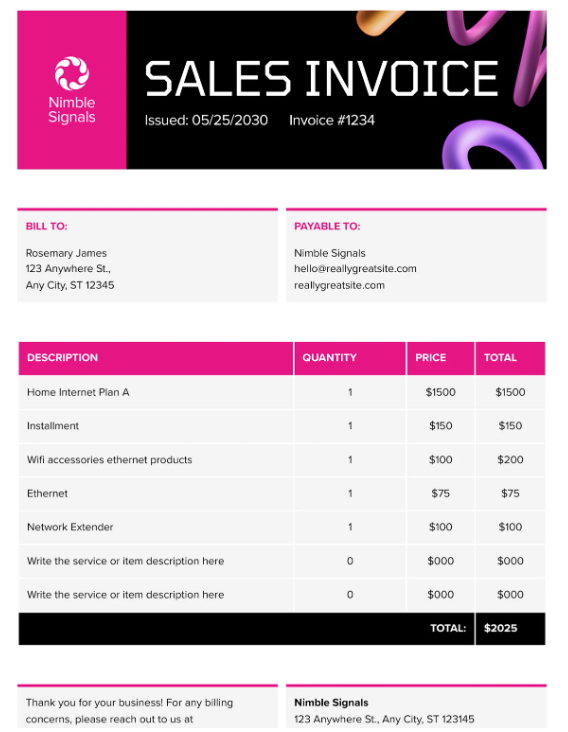 Nimble
Signals
SALES INVOICE
Issued: 05/25/2030 Invoice #1234
BILL TO:
Rosemary James
123 Anywhere St.,
Any City, ST 12345
PAYABLE TO:
Nimble Signals
hello@reallygreatsite.com
reallygreatsite.com
DESCRIPTION QUANTITY PRICE TOTAL
Home Internet Plan A 1 $1500 $1500
Installment 1 $150 $150
Wifi accessories ethernet products 1 $100 $200
Ethernet 1 $75 $75
Network Extender 1 $100 $100
Write the service or item description here 0 $000 $000
Write the service or item description here 0 $000 $000
TOTAL: $2025
Thank you for your business! For any billing
concerns, please reach out to us at
Nimble Signals
123 Anywhere St., Any City, ST 123145